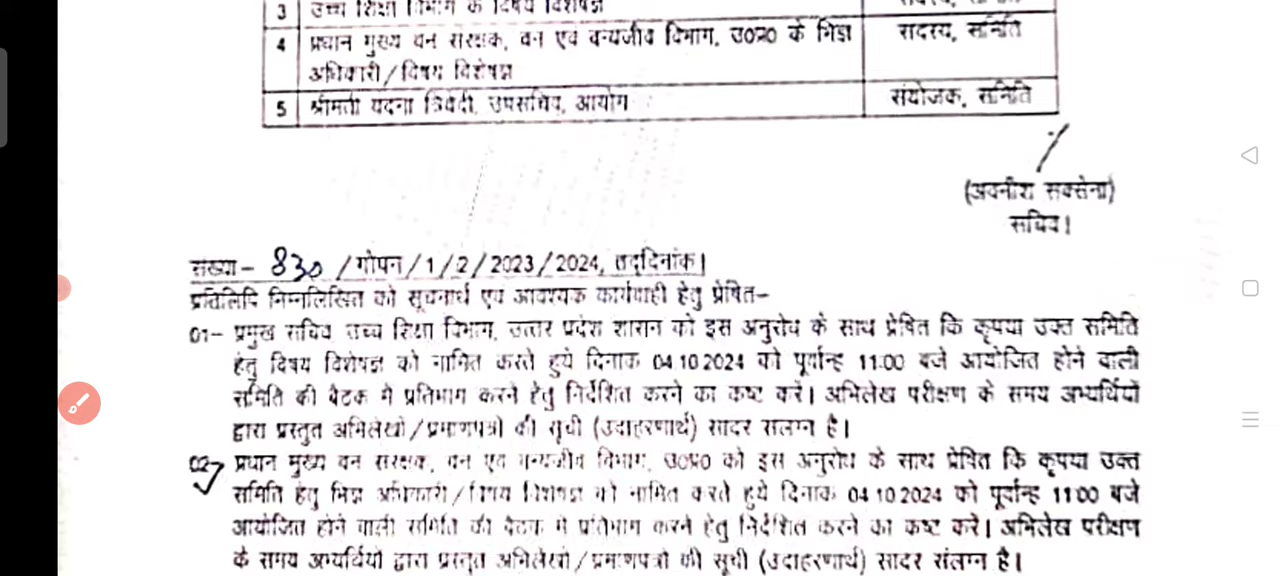 3 उच्च शिक्षा विभाग के विषय विशेषज्ञ
4 प्रधान मुख्य वन संरक्षक, वन एवं वन्यजीव विभाग, उ०प्र० के भिज्ञ सदस्य, समिति
अधिकारी/विषय विशेषज्ञ
5 श्रीमती वंदना त्रिवेदी, उपसचिव, आयोग संयोजक, समिति
(अवनीश सक्सेना)
सचिव।
संख्या- 830 /गोपन/1/2/2023/2024, तद्दिनांक।
प्रतिलिपि निम्नलिखित को सूचनार्थ एवं आवश्यक कार्यवाही हेतु प्रेषित-
01- प्रमुख सचिव उच्च शिक्षा विभाग, उत्तर प्रदेश शासन को इस अनुरोध के साथ प्रेषित कि कृपया उक्त समिति
हेतु विषय विशेषज्ञ को नामित करते हुये दिनांक 04.10.2024 को पूर्वान्ह 11:00 बजे आयोजित होने वाली
समिति की बैठक में प्रतिभाग करने हेतु निर्देशित करने का कष्ट करें। अभिलेख परीक्षण के समय अभ्यर्थियों
द्वारा प्रस्तुत अभिलेखों/प्रमाणपत्रों की सूची (उदाहरणार्थ) सादर संलग्न है।
02- प्रधान मुख्य वन संरक्षक, वन एवं वन्यजीव विभाग, उ०प्र० को इस अनुरोध के साथ प्रेषित कि कृपया उक्त
समिति हेतु भिज्ञ अधिकारी/विषय विशेषज्ञ को नामित करते हुये दिनांक 04.10.2024 को पूर्वान्ह 11:00 बजे
आयोजित होने वाली समिति की बैठक में प्रतिभाग करने हेतु निर्देशित करने का कष्ट करें। अभिलेख परीक्षण
के समय अभ्यर्थियों द्वारा प्रस्तुत अभिलेखों/प्रमाणपत्रों की सूची (उदाहरणार्थ) सादर संलग्न है।